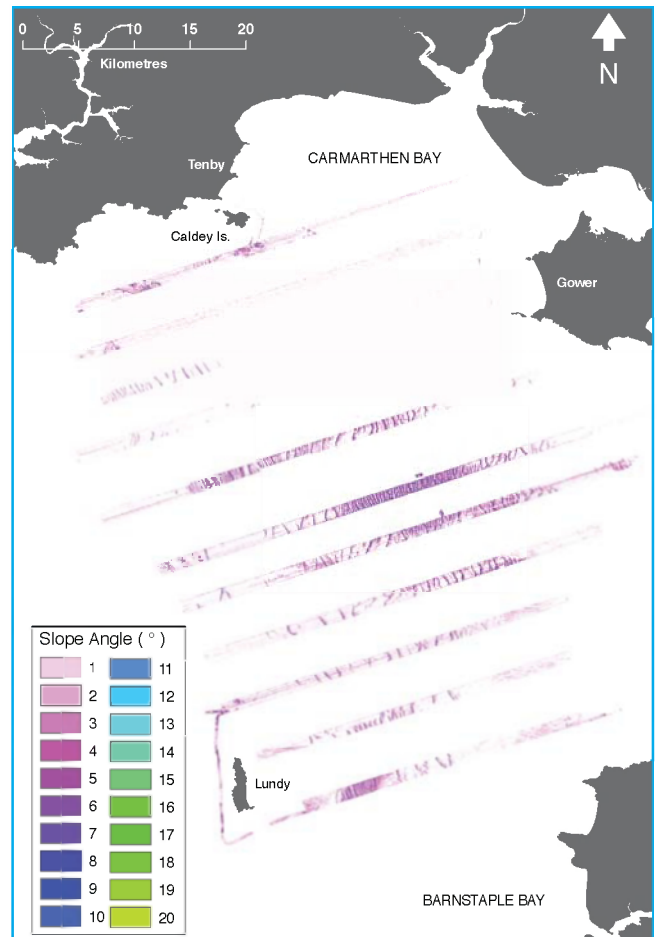 0 5 10 15 20
Kilometres
N
CARMARTHEN BAY
Tenby
Caldey Is.
Gower
Slope Angle ( ° )
1 11
2 12
3 13
4 14
5 15
6 16
7 17
8 18
9 19
10 20
Lundy
BARNSTAPLE BAY